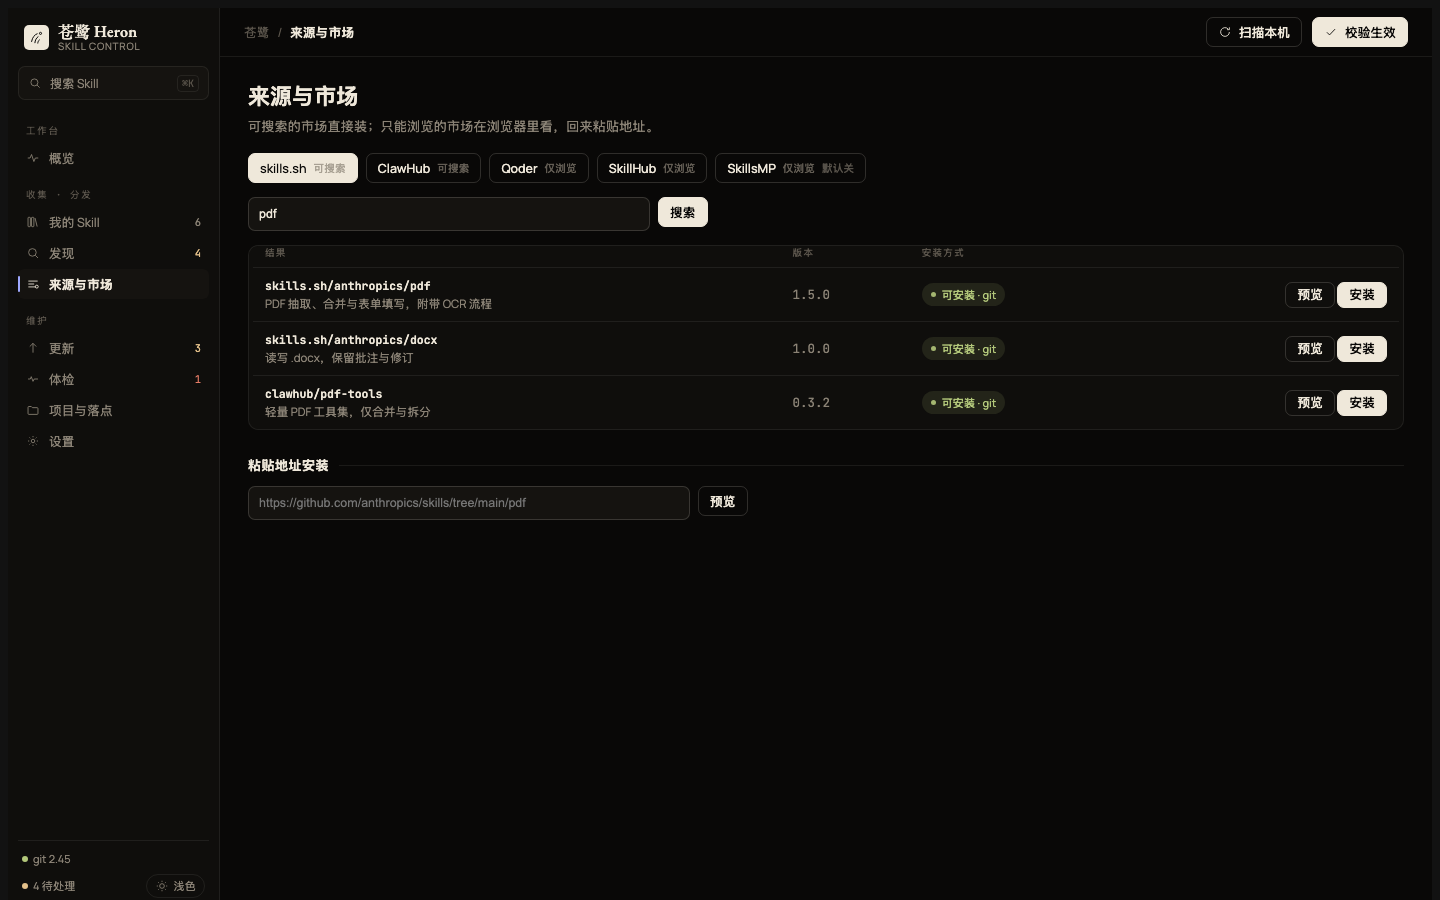 苍鹭 Heron
SKILL CONTROL
搜索 Skill ⌘K
工作台
概览
收集 · 分发
我的 Skill 6
发现 4
来源与市场
维护
更新 3
体检 1
项目与落点
设置
git 2.45
4 待处理 浅色
苍鹭 / 来源与市场 扫描本机 校验生效
来源与市场
可搜索的市场直接装；只能浏览的市场在浏览器里看，回来粘贴地址。
skills.sh 可搜索 ClawHub 可搜索 Qoder 仅浏览 SkillHub 仅浏览 SkillsMP 仅浏览 默认关
pdf 搜索
结果 版本 安装方式
skills.sh/anthropics/pdf 1.5.0 可安装 · git 预览 安装
PDF 抽取、合并与表单填写，附带 OCR 流程
skills.sh/anthropics/docx 1.0.0 可安装 · git 预览 安装
读写 .docx，保留批注与修订
clawhub/pdf-tools 0.3.2 可安装 · git 预览 安装
轻量 PDF 工具集，仅合并与拆分
粘贴地址安装
https://github.com/anthropics/skills/tree/main/pdf 预览